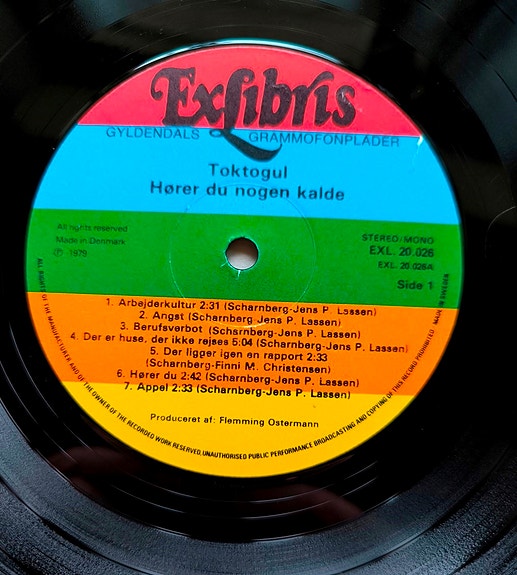 ExLibris
GYLDENDALS GRAMMOFONPLADER
Toktogul
Hører du nogen kalde
All rights reserved
Made in Denmark
Ⓟ - 1978
STEREO/MONO
EXL. 20.026
EXL. 20.026A
Side 1
1. Arbejderkultur 2:31 (Scharnberg-Jens P. Lassen)
2. Angst (Scharnberg-Jens P. Lassen)
3. Berufsverbot (Scharnberg-Jens P. Lassen)
4. Der er huse, der ikke rejses 5:04 (Scharnberg-Jens P. Lassen)
5. Der ligger igen en rapport 2:33
(Scharnberg-Finni M. Christensen)
6. Hører du 2:42 (Scharnberg-Jens P. Lassen)
7. Appel 2:33 (Scharnberg-Jens P. Lassen)
Produceret af: Flemming Ostermann
ALL RIGHTS OF THE MANUFACTURER AND OF THE OWNER OF THE RECORDED WORK RESERVED. UNAUTHORISED PUBLIC PERFORMANCE BROADCASTING AND COPYING OF THIS RECORD PROHIBITED. MADE IN